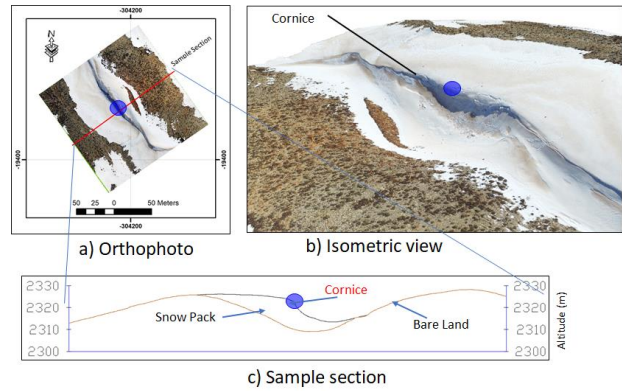 -304200
N
Sample Section
-19400
-19400
50 25 0 50 Meters
-304200
a) Orthophoto
Cornice
b) Isometric view
2330
2320
2310
2300
Cornice
Snow Pack
Bare Land
2330
2320
2310
2300
Altitude (m)
c) Sample section